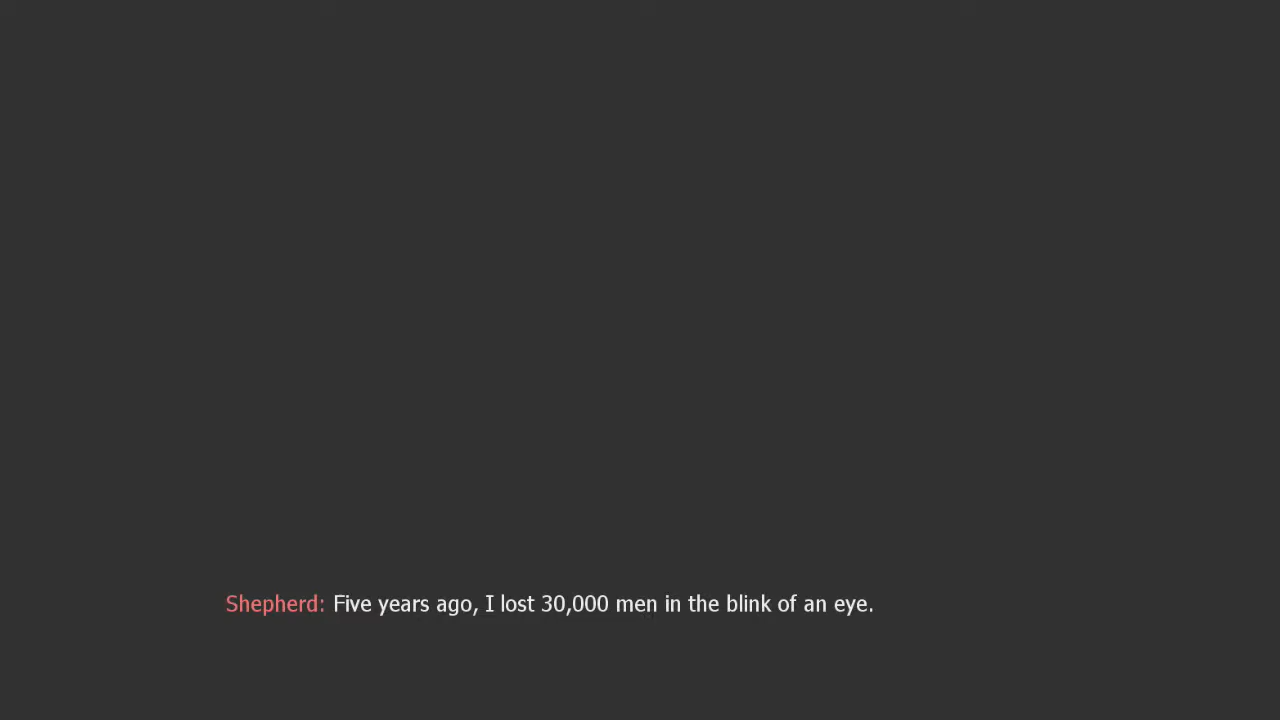 Shepherd: Five years ago, I lost 30,000 men in the blink of an eye.